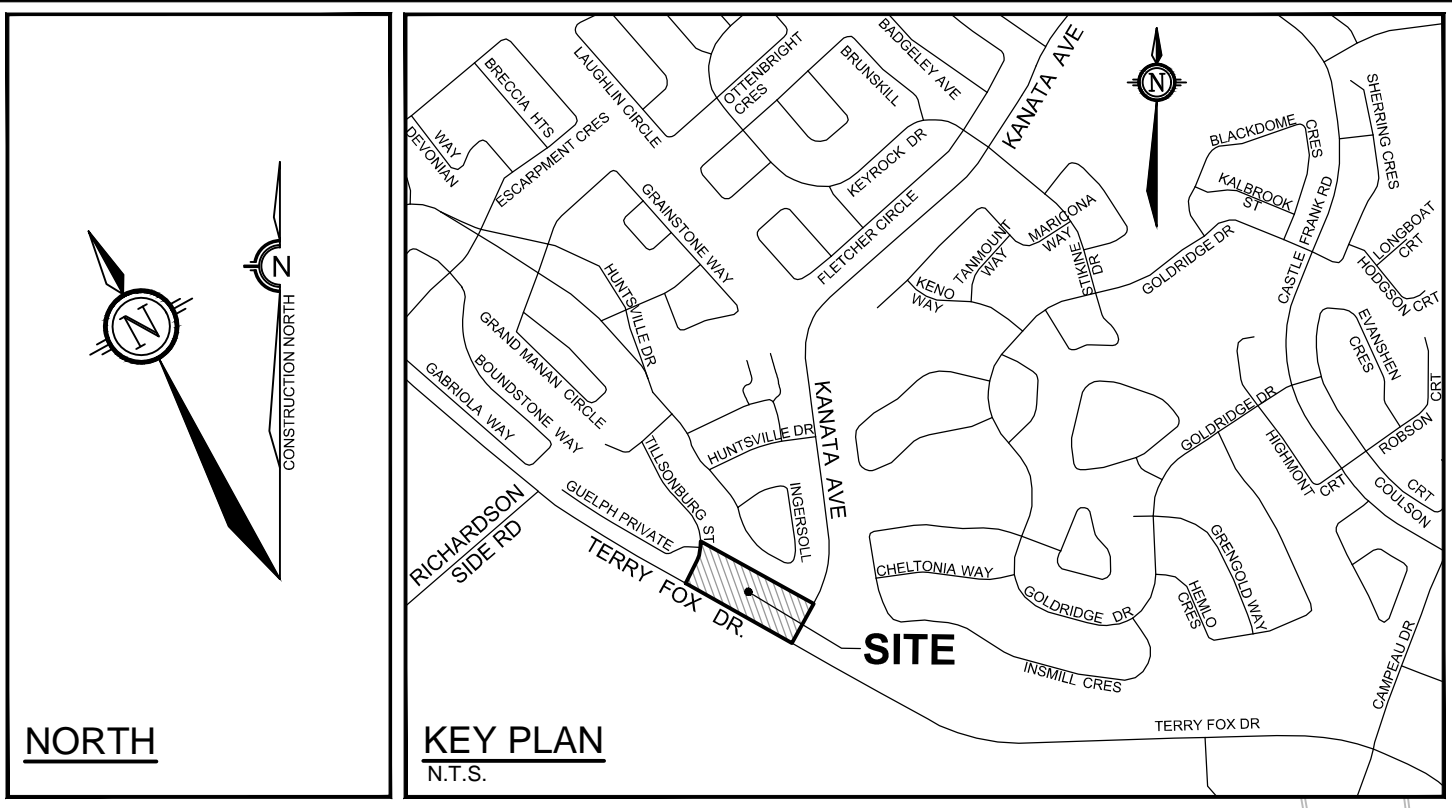 N
N
CONSTRUCTION NORTH
NORTH
BRECCIA HTS
LAUGHLIN CIRCLE
OTTENBRIGHT
CRES
BRUNSKILL
BADGELEY AVE
KANATA AVE
N
SHERRING CRES
WAY
DEVONIAN
ESCARPMENT CRES
KEYROCK DR
BLACKDOME
CRES
KALBROOK
ST
GRAINSTONE WAY
FLETCHER CIRCLE
MARICONA
WAY
TANMOUNT
WAY
STIKINE
DR
KENO
WAY
GOLDRIDGE DR
CASTLE FRANK RD
LONGBOAT
CRT
HODGSON CRT
HUNTSVILLE DR
GRAND MANAN CIRCLE
BOUNDSTONE WAY
GABRIOLA WAY
EVANSHEN
CRES
KANATA AVE
HUNTSVILLE DR
GOLDRIDGE DR
HIGHMONT
CRT
ROBSON
CRT
COULSON
CRT
TILLSONBURG ST
INGERSOLL
GUELPH PRIVATE
RICHARDSON
SIDE RD
TERRY FOX DR.
CHELTONIA WAY
GOLDRIDGE DR
GRENGOLD WAY
HEMLO
CRES
SITE
INSMILL CRES
CAMPEAU DR
TERRY FOX DR
KEY PLAN
N.T.S.